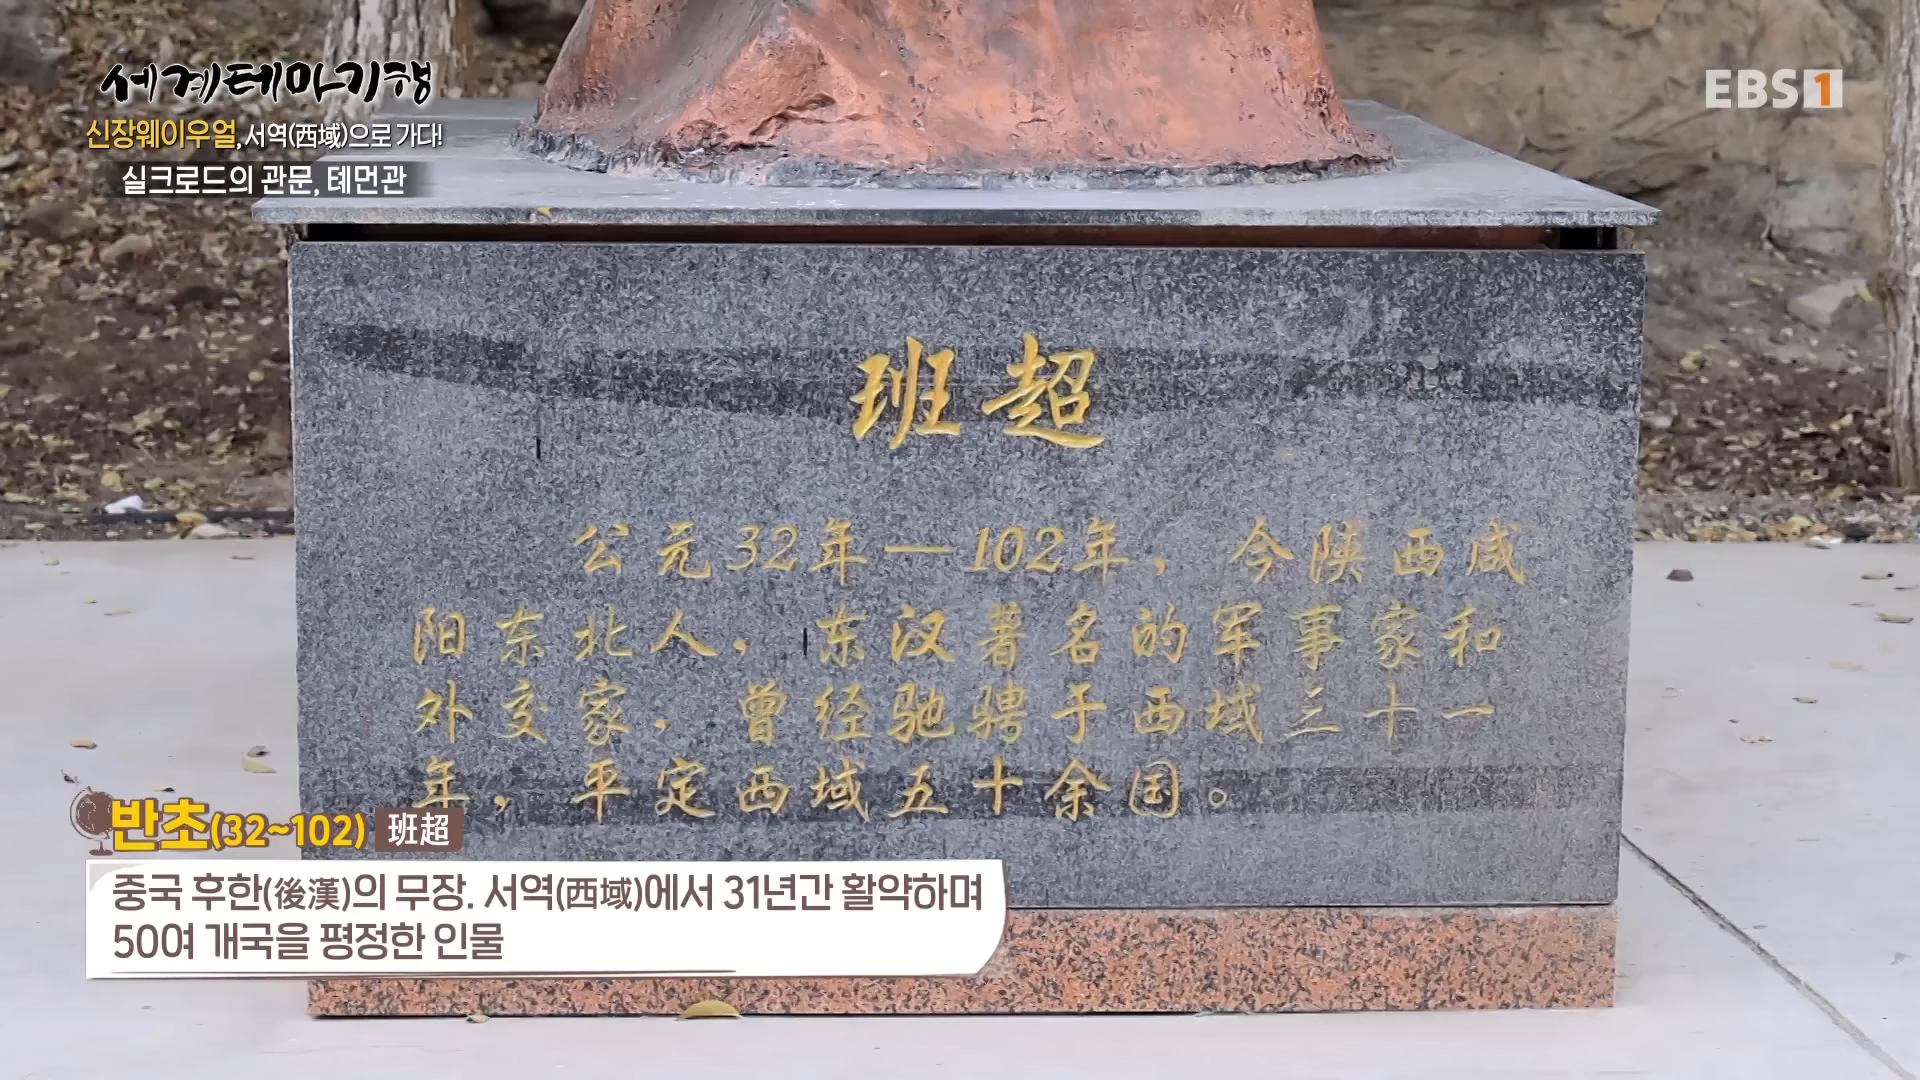 세계테마기행
신장웨이우얼, 서역(西域)으로 가다!
실크로드의 관문, 톄먼관
EBS1
班超
公元32年—102年，今陕西咸
阳东北人，东汉著名的军事家和
外交家，曾经驰骋于西域三十一
年，平定西域五十余国。
반초(32~102) 班超
중국 후한(後漢)의 무장. 서역(西域)에서 31년간 활약하며
50여 개국을 평정한 인물